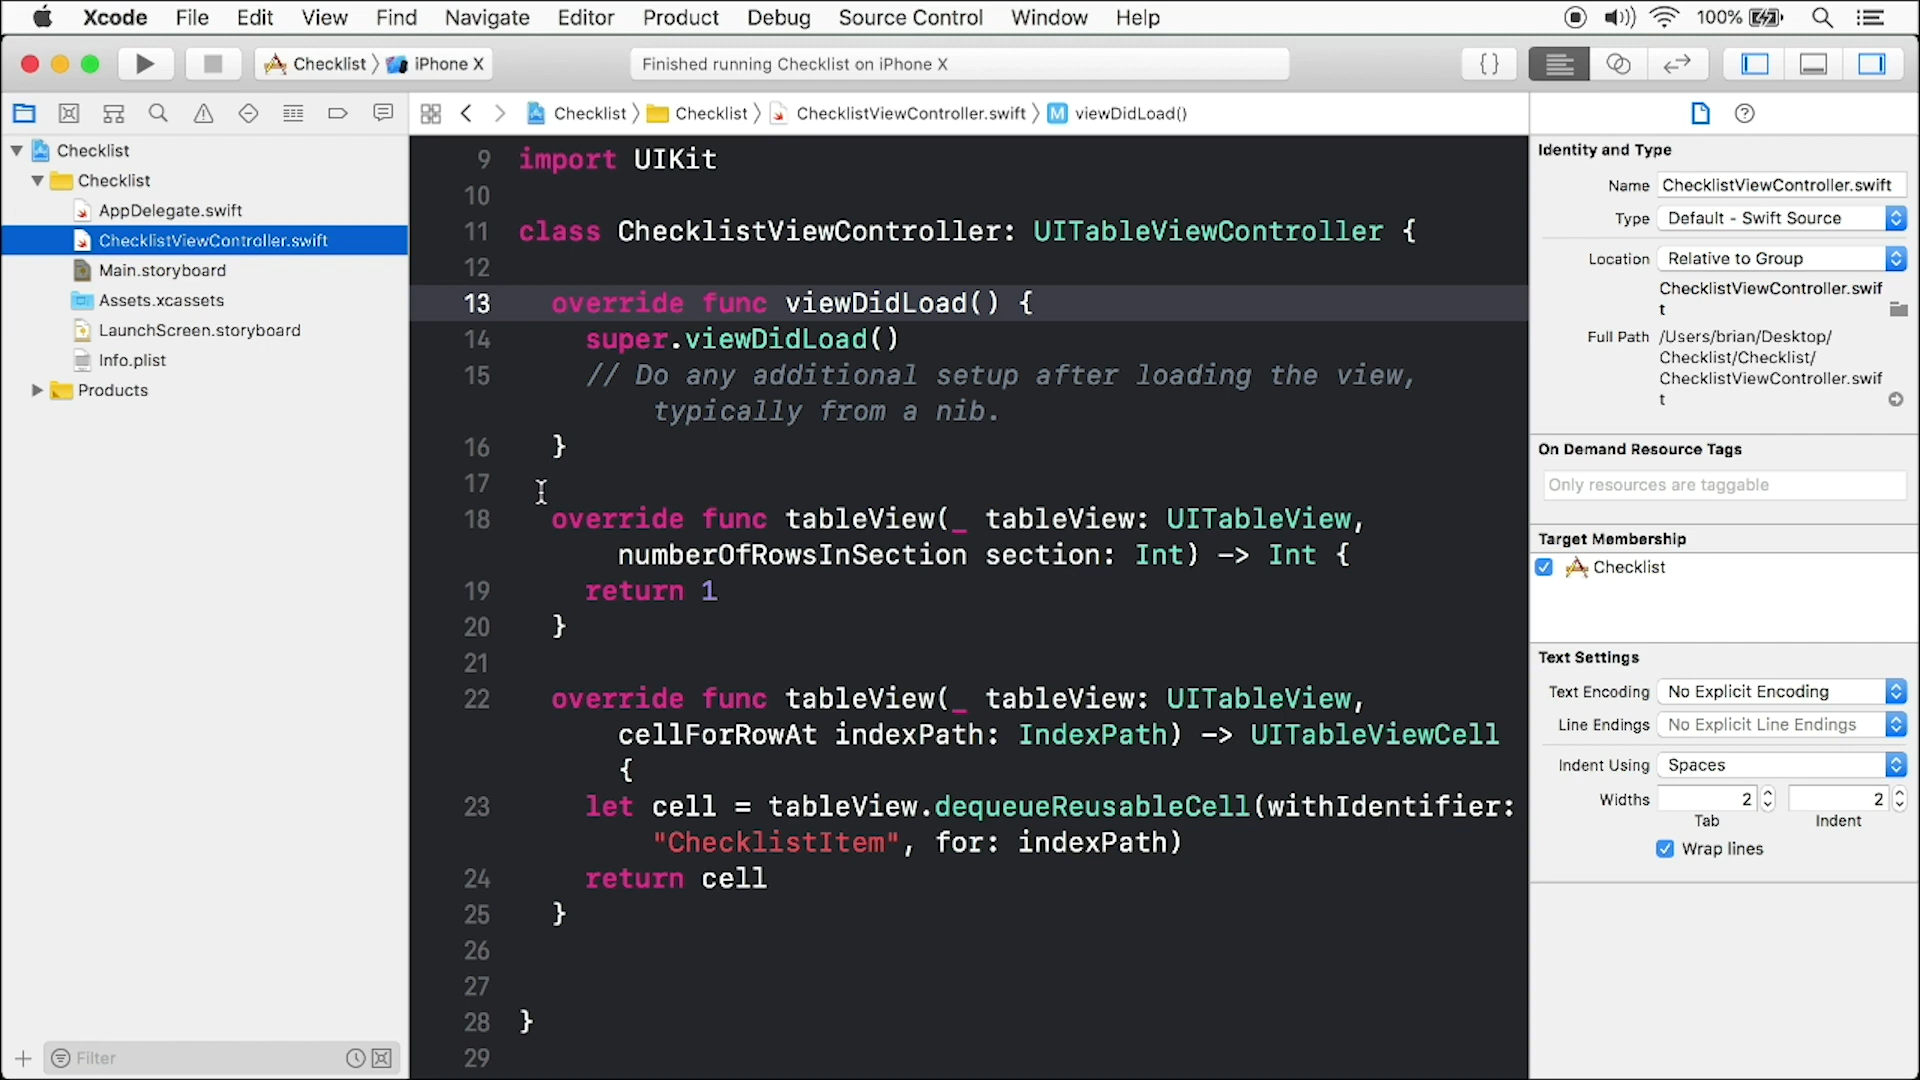 Xcode File Edit View Find Navigate Editor Product Debug Source Control Window Help 100%
Checklist iPhone X
Finished running Checklist on iPhone X
{}
Checklist Checklist ChecklistViewController.swift M viewDidLoad()
Checklist
Checklist
AppDelegate.swift
ChecklistViewController.swift
Main.storyboard
Assets.xcassets
LaunchScreen.storyboard
Info.plist
Products
Filter
9 import UIKit
10
11 class ChecklistViewController: UITableViewController {
12
13 override func viewDidLoad() {
14 super.viewDidLoad()
15 // Do any additional setup after loading the view,
typically from a nib.
16 }
17
18 override func tableView(_ tableView: UITableView,
numberOfRowsInSection section: Int) -> Int {
19 return 1
20 }
21
22 override func tableView(_ tableView: UITableView,
cellForRowAt indexPath: IndexPath) -> UITableViewCell
{
23 let cell = tableView.dequeueReusableCell(withIdentifier:
"ChecklistItem", for: indexPath)
24 return cell
25 }
26
27
28 }
29
Identity and Type
Name ChecklistViewController.swift
Type Default - Swift Source
Location Relative to Group
ChecklistViewController.swif
t
Full Path /Users/brian/Desktop/
Checklist/Checklist/
ChecklistViewController.swif
t
On Demand Resource Tags
Only resources are taggable
Target Membership
Checklist
Text Settings
Text Encoding No Explicit Encoding
Line Endings No Explicit Line Endings
Indent Using Spaces
Widths 2 2
Tab Indent
Wrap lines